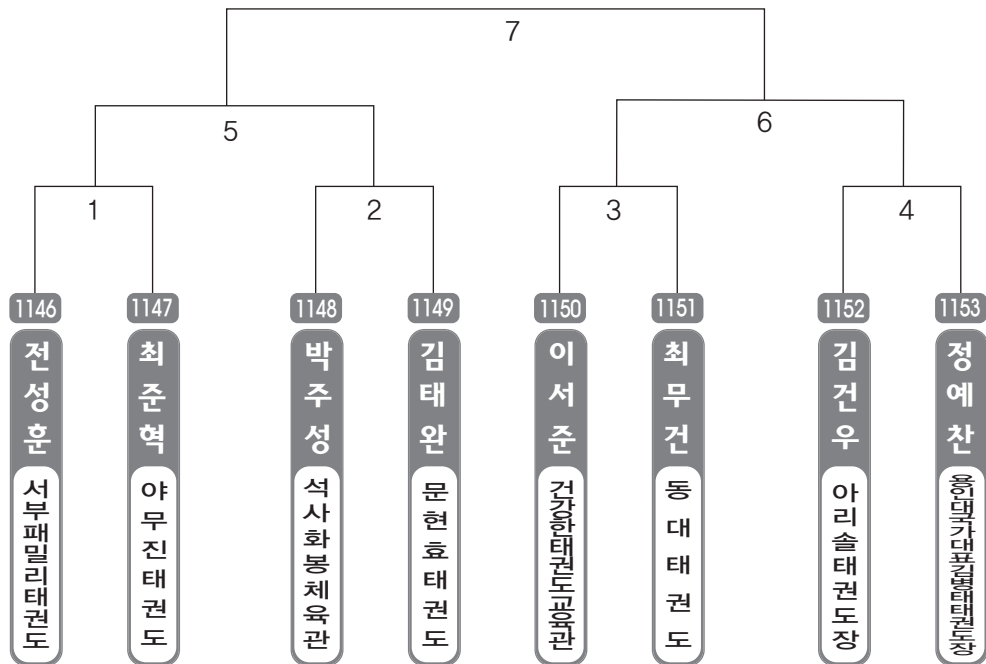 7
5
6
1
2
3
4
1146
1147
1148
1149
1150
1151
1152
1153
전성훈
최준혁
박주성
김태완
이서준
최무건
김건우
정예찬
서부패밀리태권도
야무진태권도
석사화봉체육관
문현효태권도
건강한태권도교육관
동대태권도
아리솔태권도장
용인대국가대표김병태태권도장